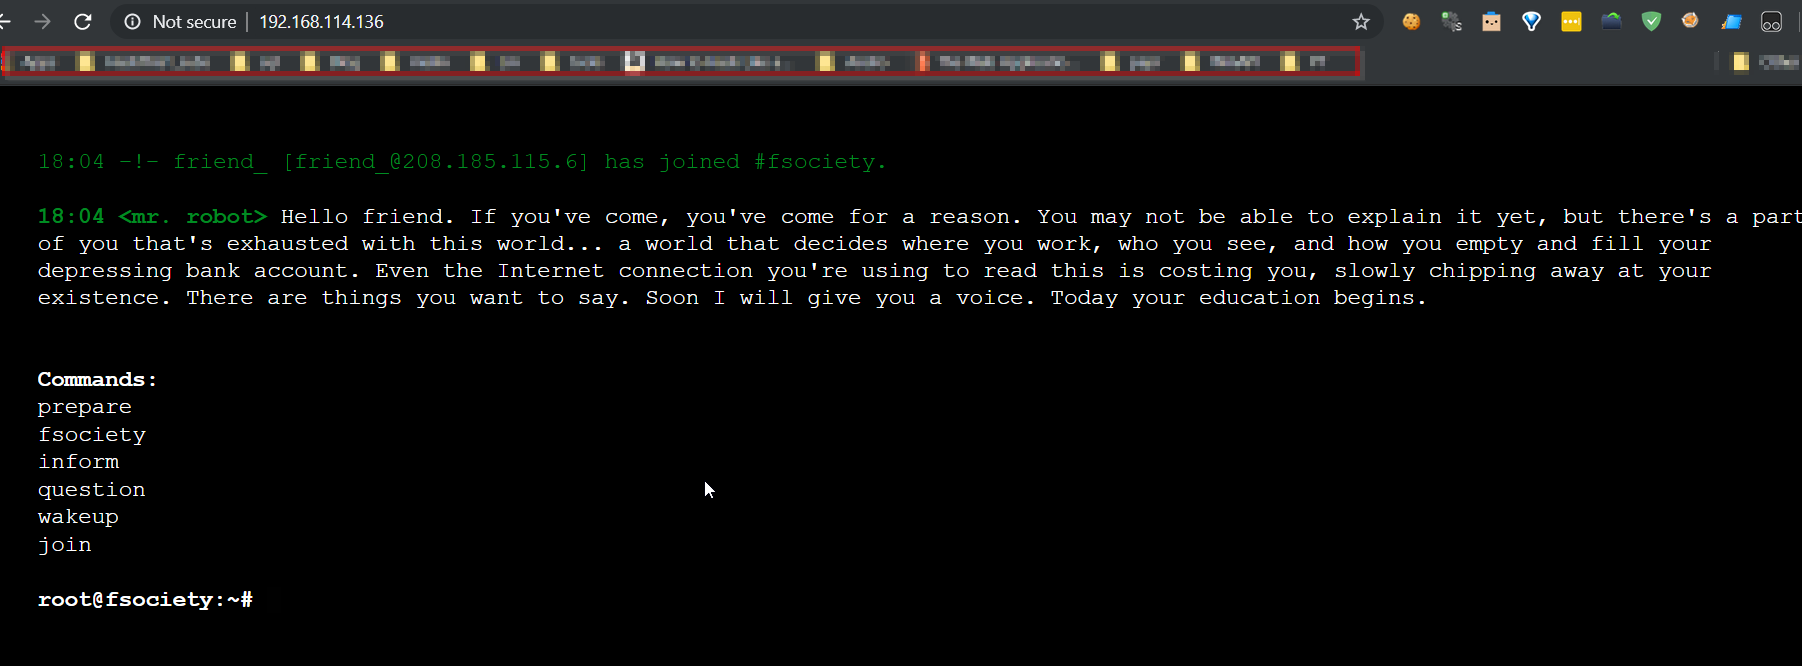 Not secure | 192.168.114.136
18:04 -!- friend_ [friend_@208.185.115.6] has joined #fsociety.
18:04 <mr. robot> Hello friend. If you've come, you've come for a reason. You may not be able to explain it yet, but there's a part
of you that's exhausted with this world... a world that decides where you work, who you see, and how you empty and fill your
depressing bank account. Even the Internet connection you're using to read this is costing you, slowly chipping away at your
existence. There are things you want to say. Soon I will give you a voice. Today your education begins.
Commands:
prepare
fsociety
inform
question
wakeup
join
root@fsociety:~#